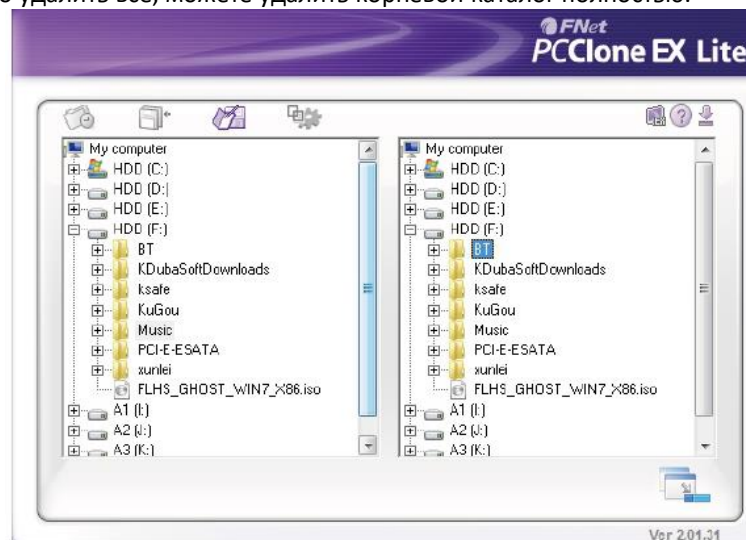 о удалить все, можете удалить корневой каталог полностью.
FNet
PCClone EX Lite
My computer
HDD (C:)
HDD (D:)
HDD (E:)
HDD (F:)
BT
KDubaSoftDownloads
ksafe
KuGou
Music
PCI-E-ESATA
xunlei
FLHS_GHOST_WIN7_X86.iso
A1 (I:)
A2 (J:)
A3 (K:)
My computer
HDD (C:)
HDD (D:)
HDD (E:)
HDD (F:)
BT
KDubaSoftDownloads
ksafe
KuGou
Music
PCI-E-ESATA
xunlei
FLHS_GHOST_WIN7_X86.iso
A1 (I:)
A2 (J:)
A3 (K:)
Ver 2.01.31